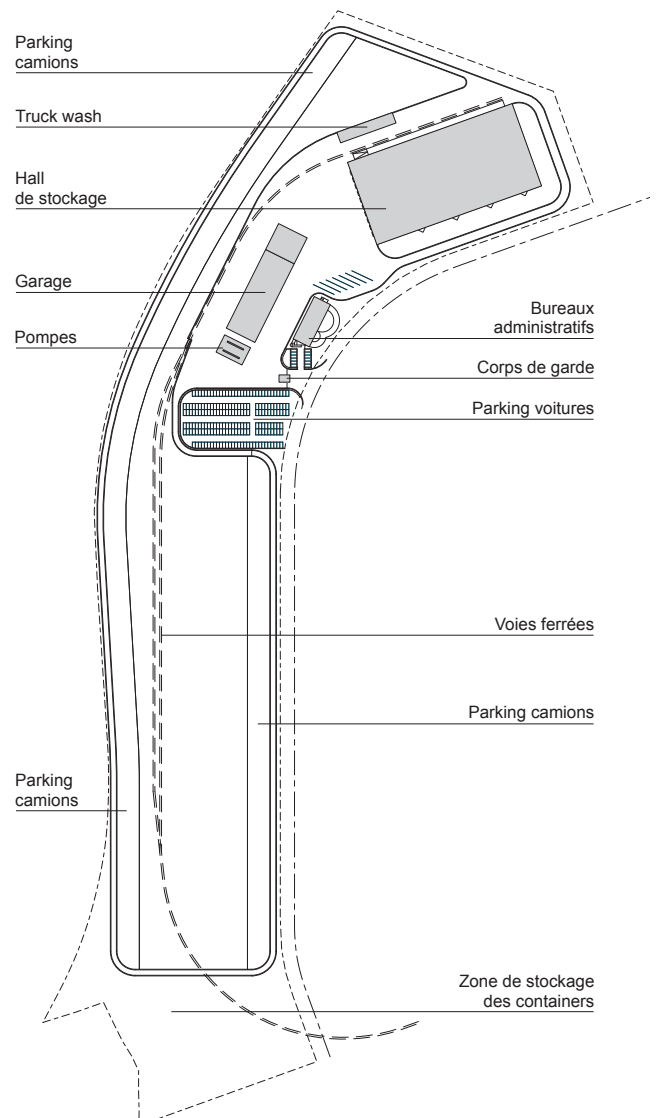 Parking
camions
Truck wash
Hall
de stockage
Garage
Bureaux
administratifs
Pompes
Corps de garde
Parking voitures
Voies ferrées
Parking camions
Parking
camions
Zone de stockage
des containers